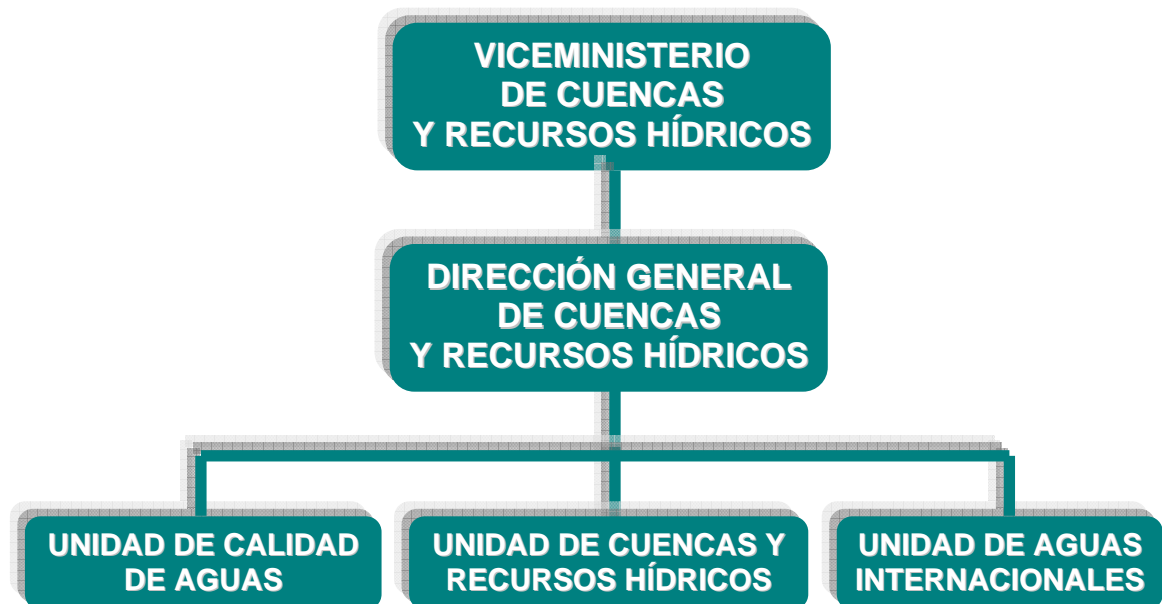 VICEMINISTERIO
DE CUENCAS
Y RECURSOS HÍDRICOS
DIRECCIÓN GENERAL
DE CUENCAS
Y RECURSOS HÍDRICOS
UNIDAD DE CALIDAD
DE AGUAS
UNIDAD DE CUENCAS Y
RECURSOS HÍDRICOS
UNIDAD DE AGUAS
INTERNACIONALES